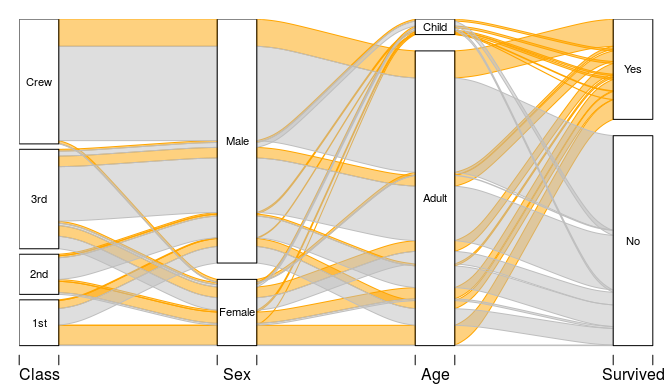 Crew
3rd
2nd
1st
Male
Female
Child
Adult
Yes
No
Class Sex Age Survived